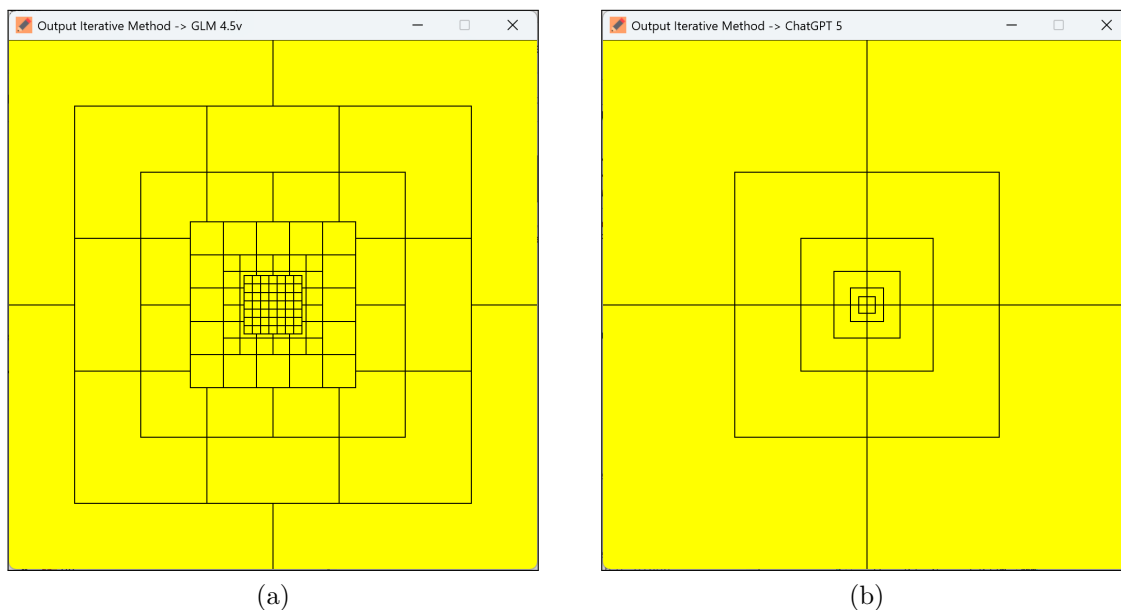 Output Iterative Method -> GLM 4.5v
Output Iterative Method -> ChatGPT 5
(a)
(b)